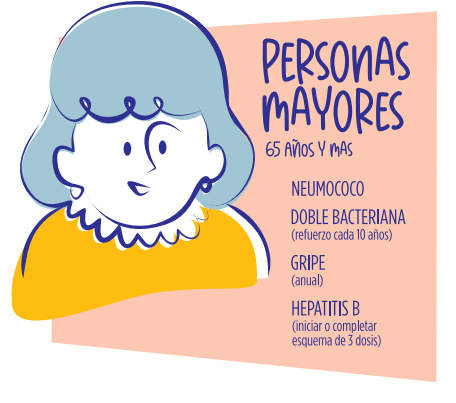 PERSONAS
MAYORES
65 AÑOS Y MAS
NEUMOCOCO
DOBLE BACTERIANA
(refuerzo cada 10 años)
GRIPE
(anual)
HEPATITIS B
(iniciar o completar
esquema de 3 dosis)